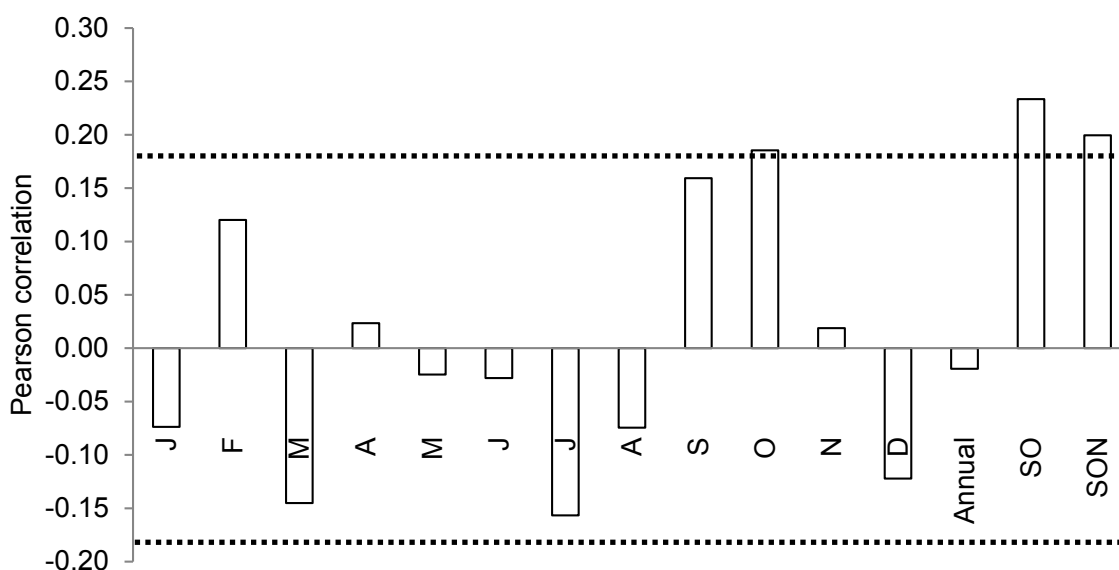 0.30
0.25
0.20
0.15
0.10
0.05
0.00
-0.05
-0.10
-0.15
-0.20
Pearson correlation
J
F
M
A
M
J
J
A
S
O
N
D
Annual
SO
SON